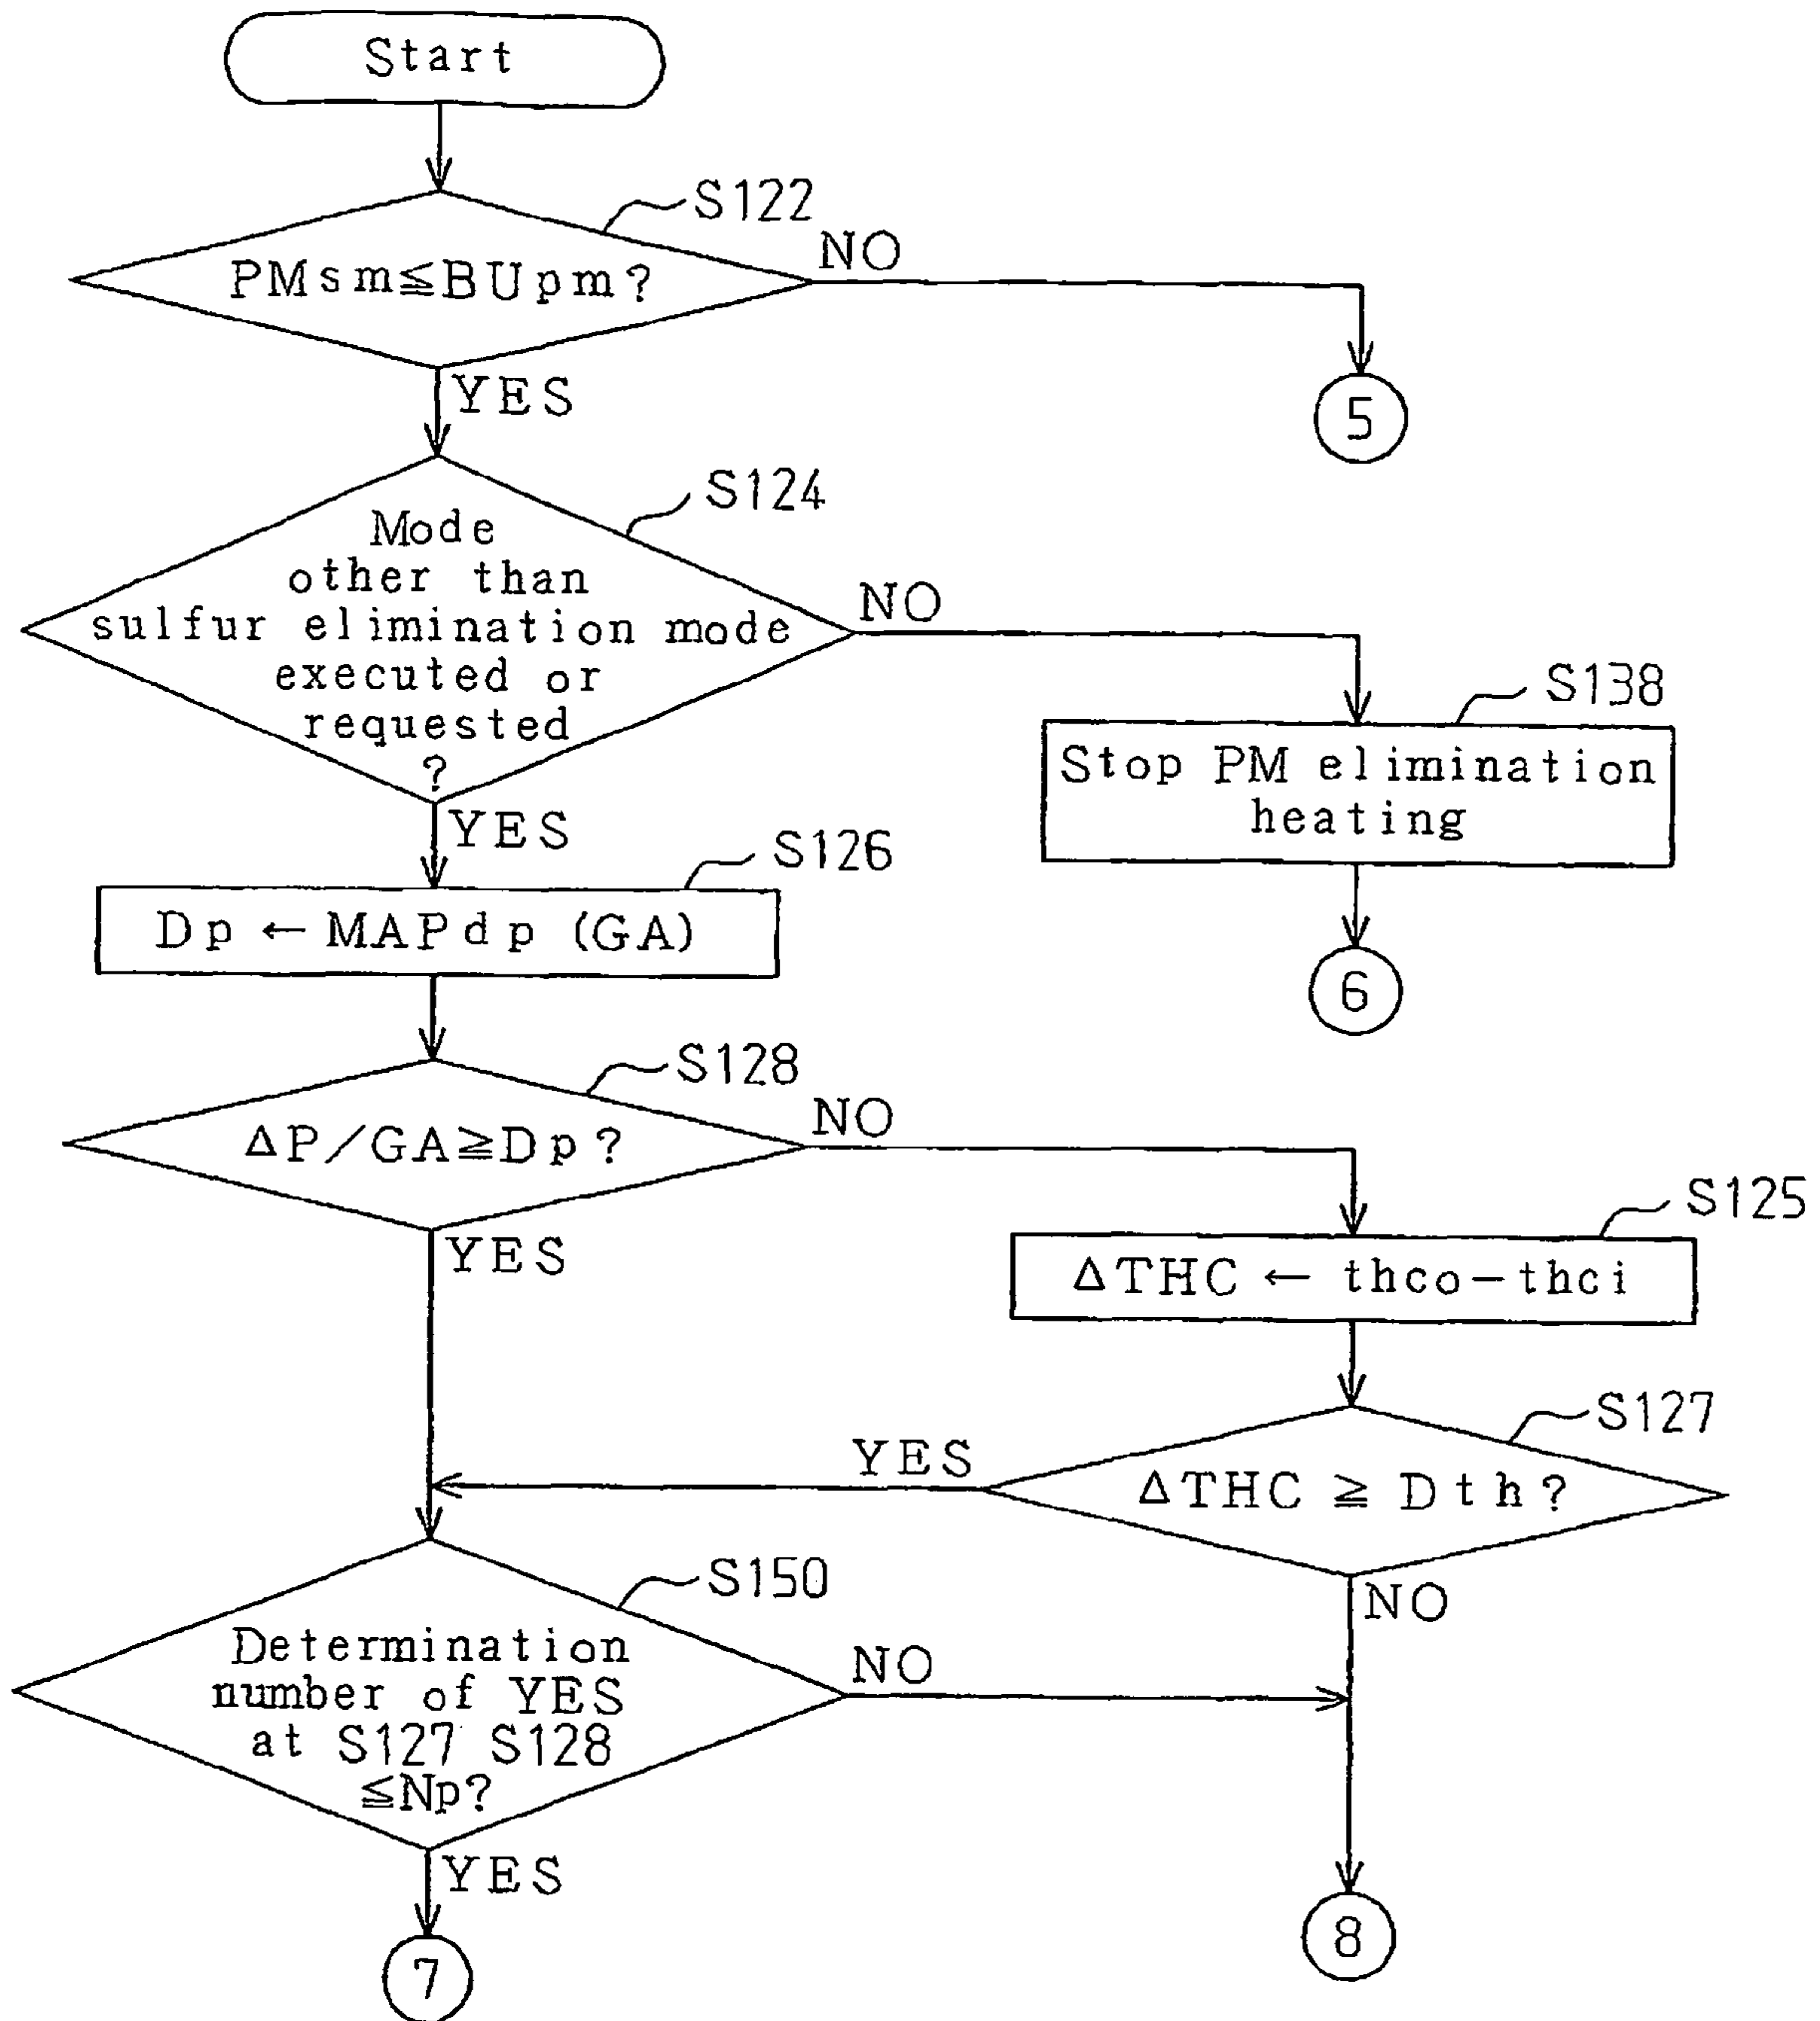 Start
S122
PMsm≦BUpm?
NO
YES
5
S124
Mode
other than
sulfur elimination mode
executed or
requested
?
NO
YES
S138
Stop PM elimination
heating
6
S126
Dp ← MAPdp (GA)
S128
ΔP/GA≧Dp?
NO
YES
S125
ΔTHC ← thco-thci
S127
ΔTHC ≧ Dth?
YES
NO
S150
Determination
number of YES
at S127 S128
≦Np?
NO
YES
7
8